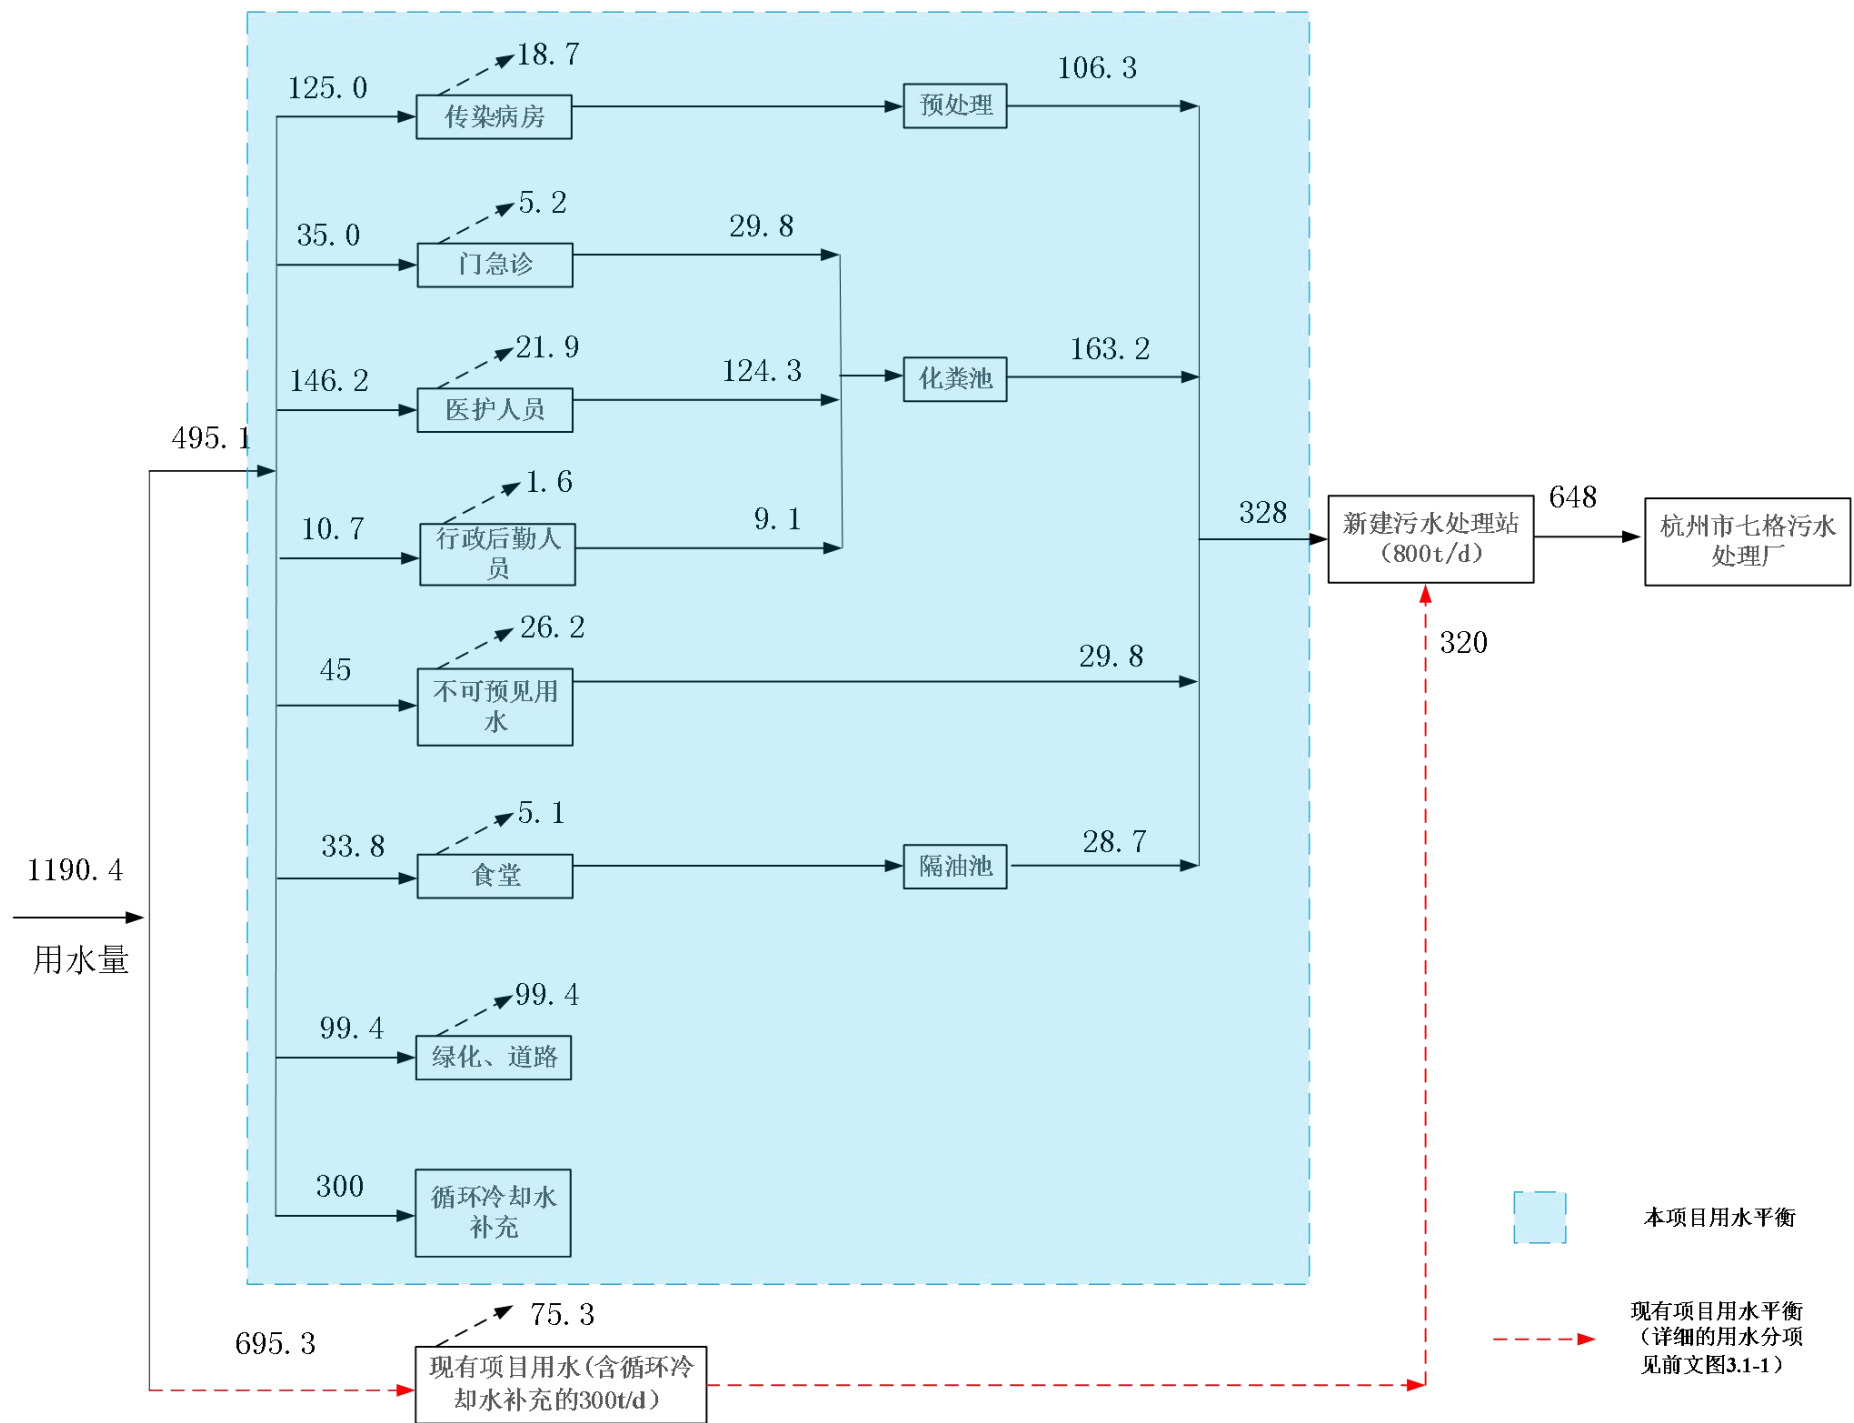 18.7
125.0
传染病房
预处理
106.3
5.2
35.0
门急诊
29.8
21.9
146.2
医护人员
124.3
化粪池
163.2
495.1
1.6
10.7
行政后勤人
员
9.1
328
新建污水处理站
（800t/d）
648
杭州市七格污水
处理厂
26.2
45
不可预见用
水
29.8
320
5.1
33.8
食堂
隔油池
28.7
1190.4
用水量
99.4
99.4
绿化、道路
300
循环冷却水
补充
本项目用水平衡
75.3
695.3
现有项目用水(含循环冷
却水补充的300t/d）
现有项目用水平衡
（详细的用水分项
见前文图3.1-1）